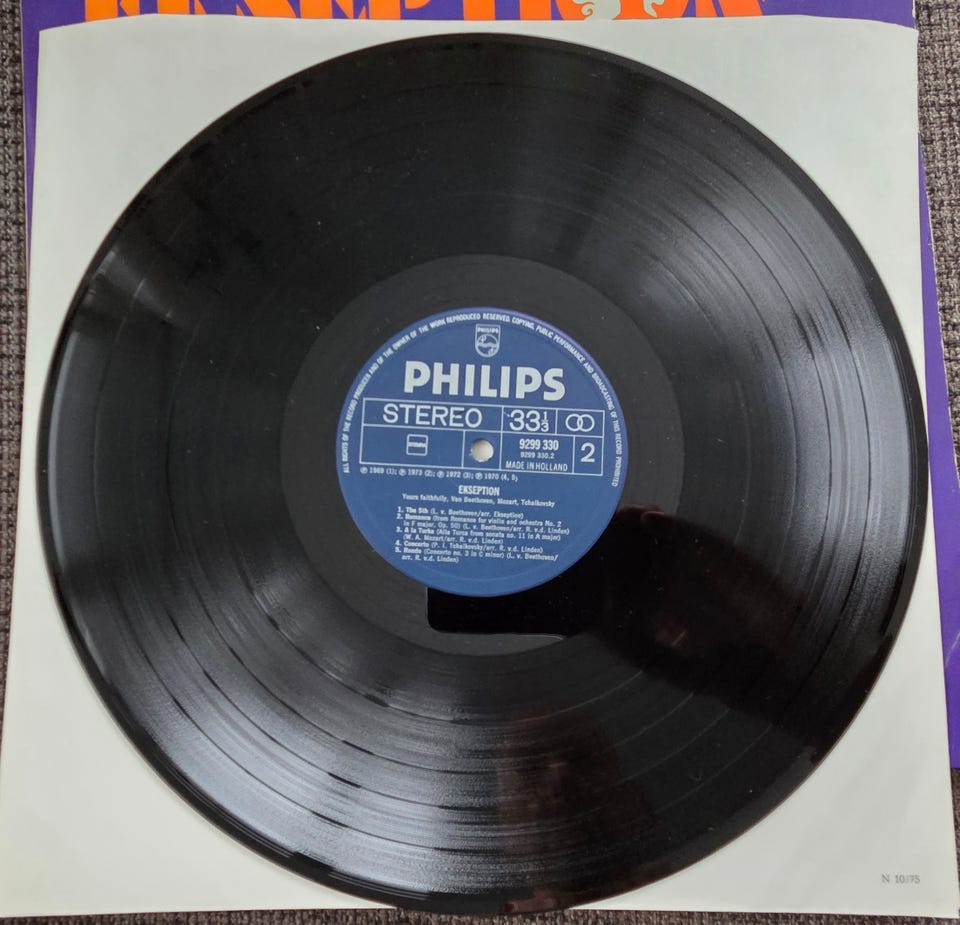 EKSEPTION
ALL RIGHTS OF THE RECORD PRODUCER AND OF THE OWNER OF THE WORK REPRODUCED RESERVED. COPYING, PUBLIC PERFORMANCE AND BROADCASTING OF THIS RECORD PROHIBITED
PHILIPS
PHILIPS
STEREO 33 1/3
9299 330
9299 330.2
2
MADE IN HOLLAND
℗ 1969 (1); ℗ 1973 (2); ℗ 1972 (3); ℗ 1970 (4, 5)
EKSEPTION
Yours faithfully, Van Beethoven, Mozart, Tchaikovsky
1. The 5th (L. v. Beethoven/arr. Ekseption)
2. Romance (from Romance for violin and ochestra No. 2
in F major, Op. 50) (L. v. Beethoven/arr. R. v.d. Linden)
3. A la Turka (Alla Turca from sonata no. 11 in A major)
(W. A. Mozart/arr. R. v.d. Linden)
4. Concerto (P. I. Tchaikovsky/arr. R. v.d. Linden)
5. Rondo (Concerto no. 3 in C minor) (L. v. Beethoven/
arr. R. v.d. Linden)
N 10/75